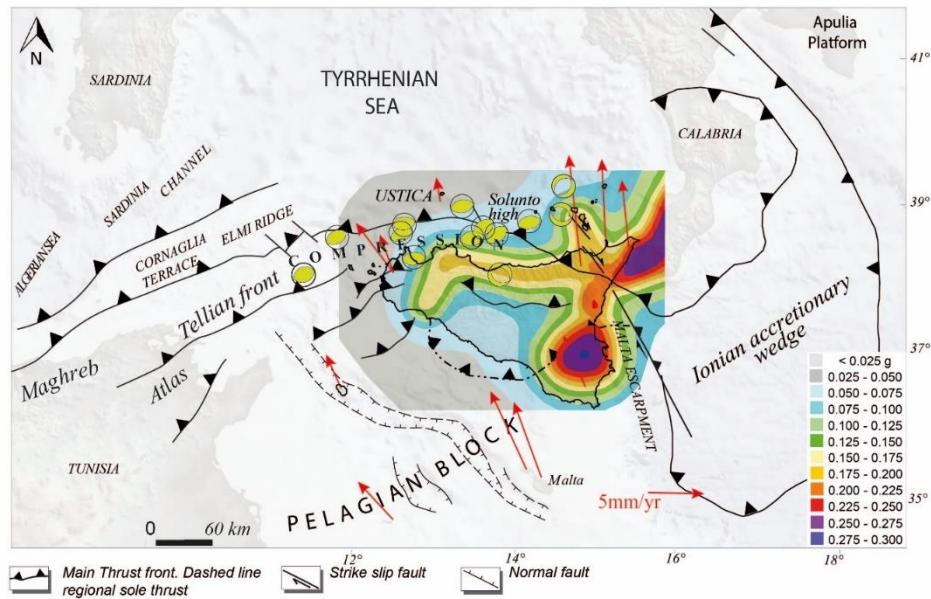 Apulia
Platform
41°
N
SARDINIA
TYRRHENIAN
SEA
CALABRIA
39°
SARDINIA
CHANNEL
ALGERIAN SEA
CORNAGLIA
TERRACE
ELMI RIDGE
USTICA
Solunto
high
COMPRESSION
Tellian front
Maghreb
Atlas
37°
MALTA ESCARPMENT
Ionian accretionary
wedge
TUNISIA
PELAGIAN BLOCK
Malta
5mm/yr
35°
< 0.025 g
0.025 - 0.050
0.050 - 0.075
0.075 - 0.100
0.100 - 0.125
0.125 - 0.150
0.150 - 0.175
0.175 - 0.200
0.200 - 0.225
0.225 - 0.250
0.250 - 0.275
0.275 - 0.300
0 60 km
12° 14° 16° 18°
Main Thrust front. Dashed line
regional sole thrust
Strike slip fault
Normal fault